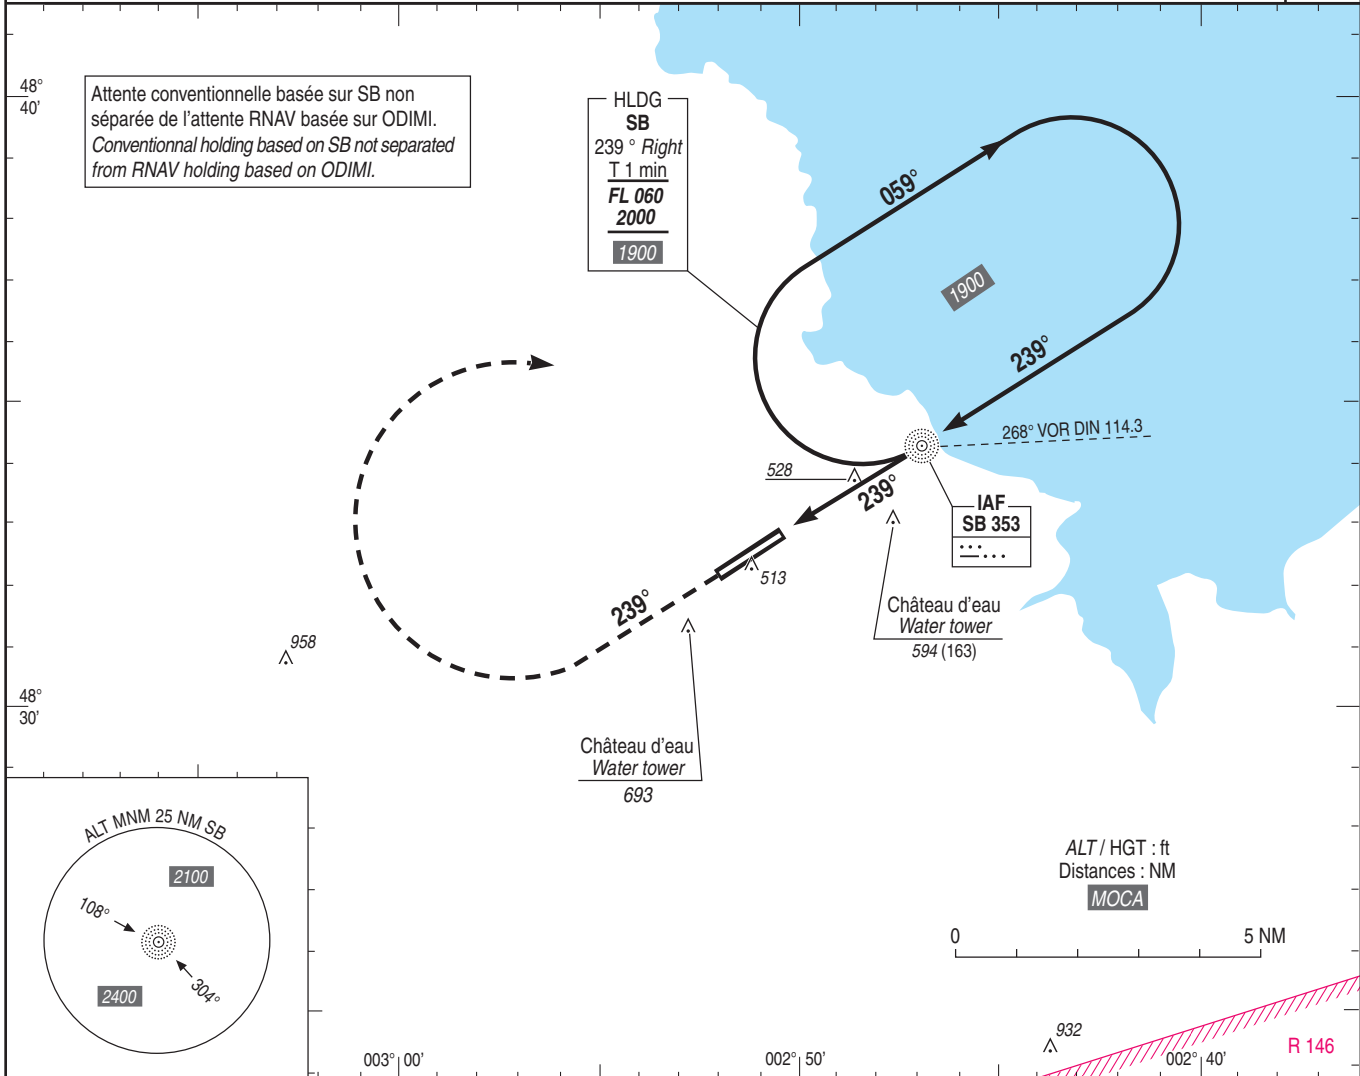 48°
40'
Attente conventionnelle basée sur SB non
séparée de l'attente RNAV basée sur ODIMI.
Conventionnal holding based on SB not separated
from RNAV holding based on ODIMI.
HLDG
SB
239 ° Right
T 1 min
FL 060
2000
1900
059°
1900
239°
268° VOR DIN 114.3
528
239°
IAF
SB 353
513
239°
Château d'eau
Water tower
594 (163)
958
48°
30'
Château d'eau
Water tower
693
ALT MNM 25 NM SB
2100
108°
2400
304°
ALT / HGT : ft
Distances : NM
MOCA
0 5 NM
932
R 146
003° 00' 002° 50' 002° 40'